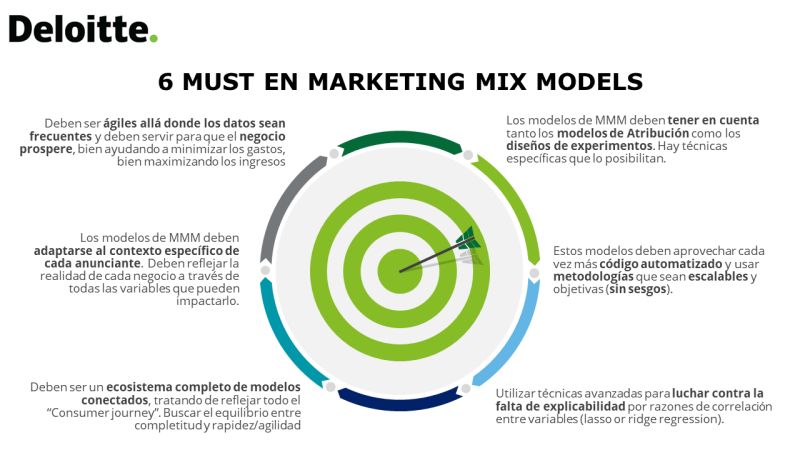 Deloitte.
6 MUST EN MARKETING MIX MODELS
Deben ser ágiles allá donde los datos sean
frecuentes y deben servir para que el negocio
prospere, bien ayudando a minimizar los gastos,
bien maximizando los ingresos
Los modelos de MMM deben tener en cuenta
tanto los modelos de Atribución como los
diseños de experimentos. Hay técnicas
específicas que lo posibilitan.
Los modelos de MMM deben
adaptarse al contexto específico de
cada anunciante. Deben reflejar la
realidad de cada negocio a través de
todas las variables que pueden
impactarlo.
Estos modelos deben aprovechar cada
vez más código automatizado y usar
metodologías que sean escalables y
objetivas (sin sesgos).
Deben ser un ecosistema completo de modelos
conectados, tratando de reflejar todo el
“Consumer journey”. Buscar el equilibrio entre
completitud y rapidez/agilidad
Utilizar técnicas avanzadas para luchar contra la
falta de explicabilidad por razones de correlación
entre variables (lasso or ridge regression).